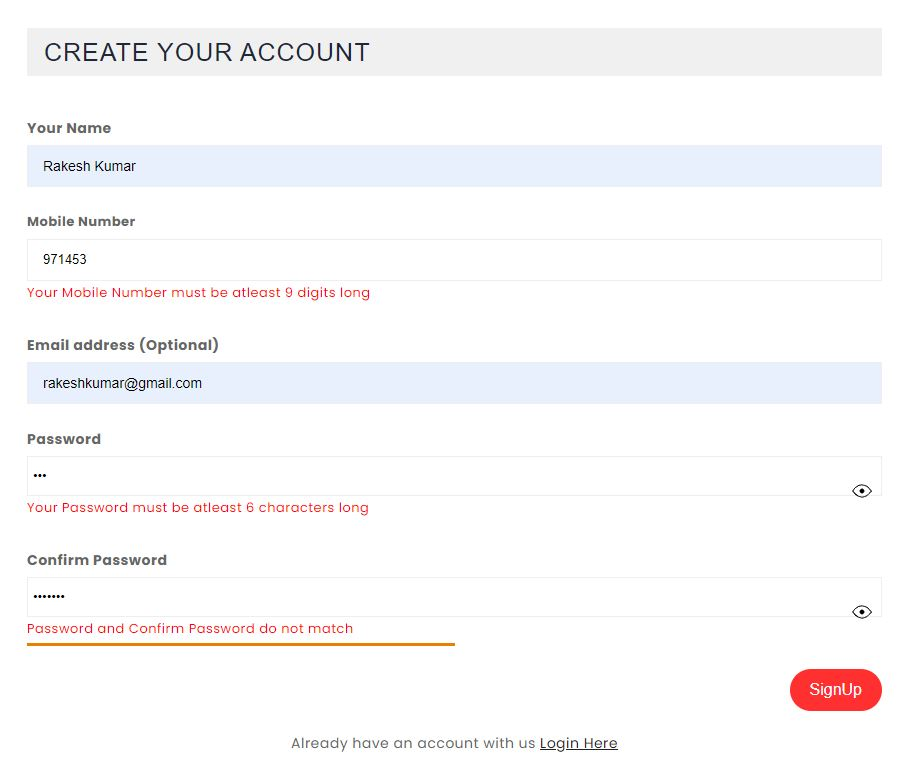 CREATE YOUR ACCOUNT
Your Name
Rakesh Kumar
Mobile Number
971453
Your Mobile Number must be atleast 9 digits long
Email address (Optional)
rakeshkumar@gmail.com
Password
•••
Your Password must be atleast 6 characters long
Confirm Password
•••••••
Password and Confirm Password do not match
SignUp
Already have an account with us Login Here